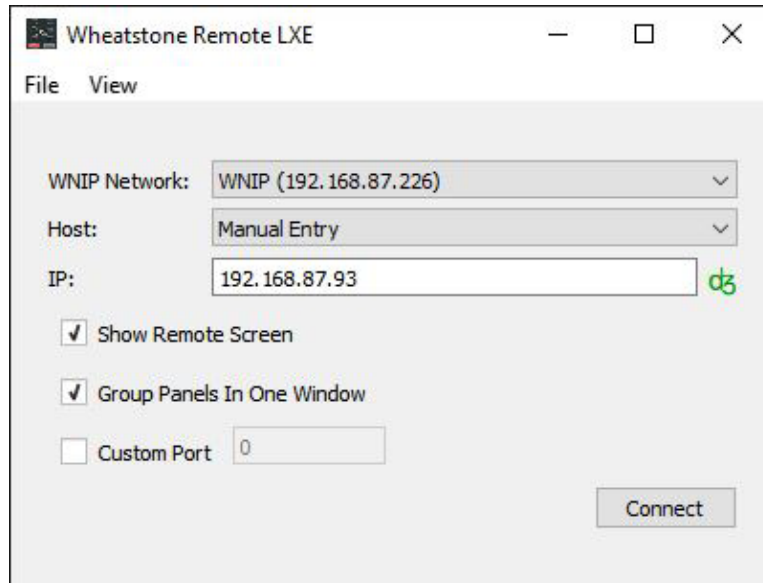 Wheatstone Remote LXE
File View
WNIP Network: WNIP (192.168.87.226)
Host: Manual Entry
IP: 192.168.87.93 ʤ
Show Remote Screen
Group Panels In One Window
Custom Port 0
Connect